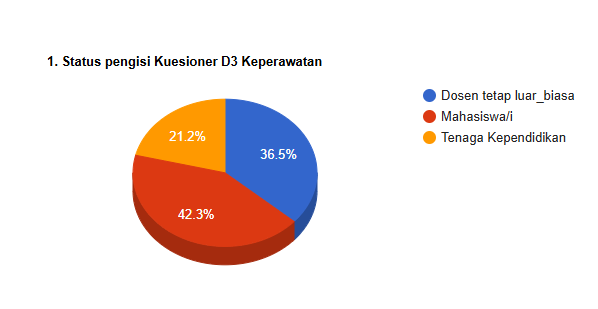 1. Status pengisi Kuesioner D3 Keperawatan
Dosen tetap luar_biasa
Mahasiswa/i
Tenaga Kependidikan
21.2%
36.5%
42.3%